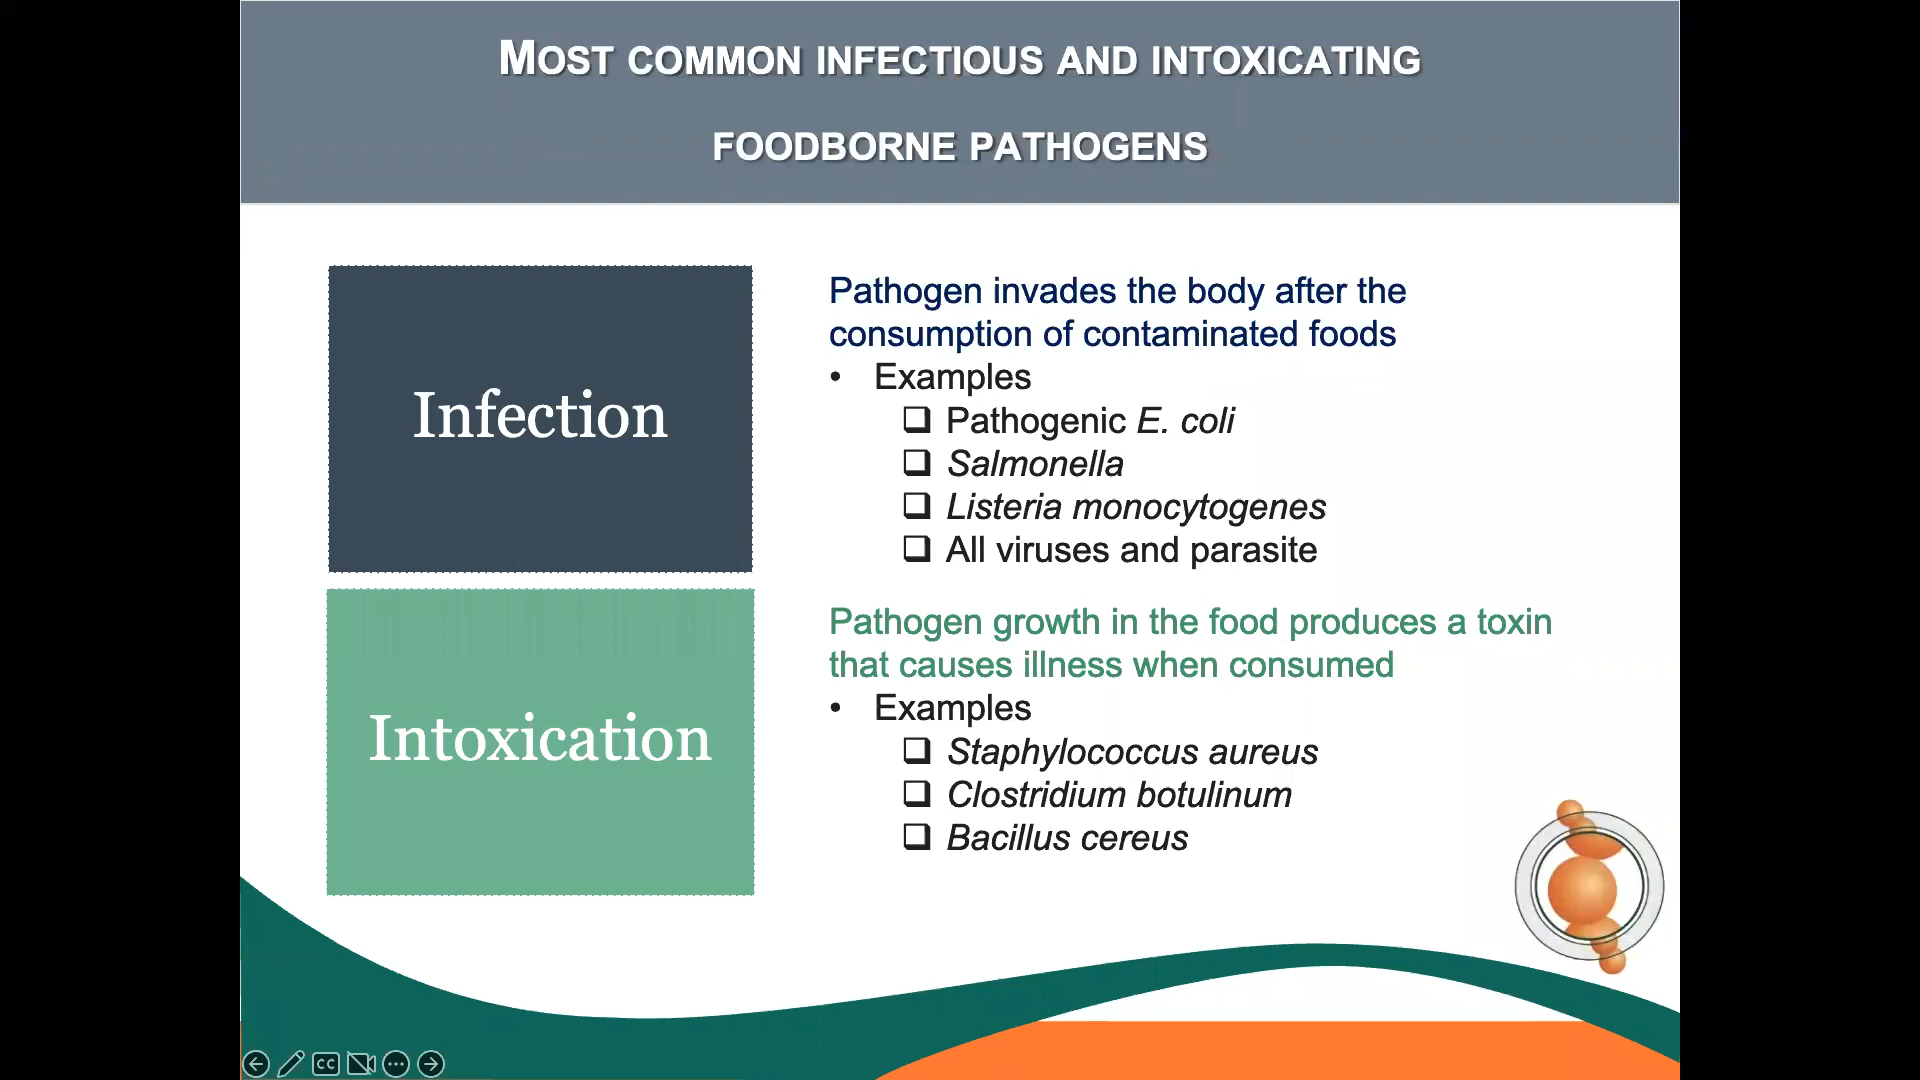 MOST COMMON INFECTIOUS AND INTOXICATING
FOODBORNE PATHOGENS
Infection
Pathogen invades the body after the
consumption of contaminated foods
• Examples
❑ Pathogenic E. coli
❑ Salmonella
❑ Listeria monocytogenes
❑ All viruses and parasite
Intoxication
Pathogen growth in the food produces a toxin
that causes illness when consumed
• Examples
❑ Staphylococcus aureus
❑ Clostridium botulinum
❑ Bacillus cereus
CC